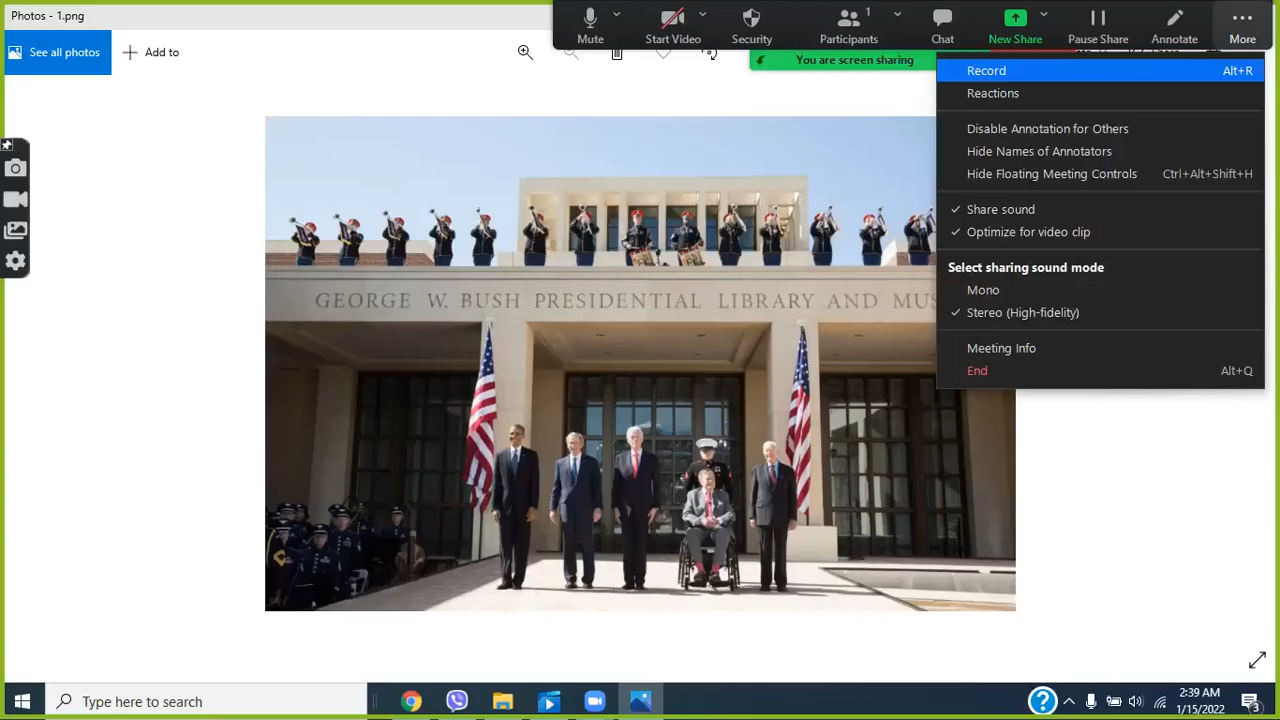 Photos - 1.png
Mute
Start Video
Security
Participants
1
Chat
New Share
Pause Share
Annotate
More
See all photos
Add to
You are screen sharing
Record Alt+R
Reactions
Disable Annotation for Others
Hide Names of Annotators
Hide Floating Meeting Controls Ctrl+Alt+Shift+H
Share sound
Optimize for video clip
Select sharing sound mode
Mono
Stereo (High-fidelity)
Meeting Info
End Alt+Q
GEORGE W. BUSH PRESIDENTIAL LIBRARY AND
Type here to search
2:39 AM
1/15/2022
3